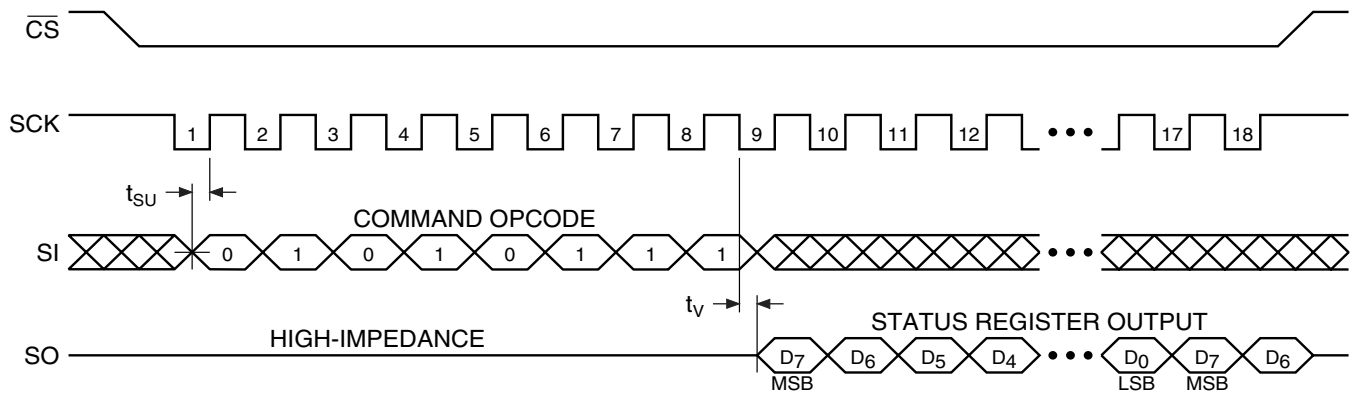 CS
SCK 1 2 3 4 5 6 7 8 9 10 11 12 ••• 17 18
tSU
COMMAND OPCODE
SI 0 1 0 1 0 1 1 1 •••
tV
HIGH-IMPEDANCE STATUS REGISTER OUTPUT
SO D7 D6 D5 D4 ••• D0 D7 D6
MSB LSB MSB